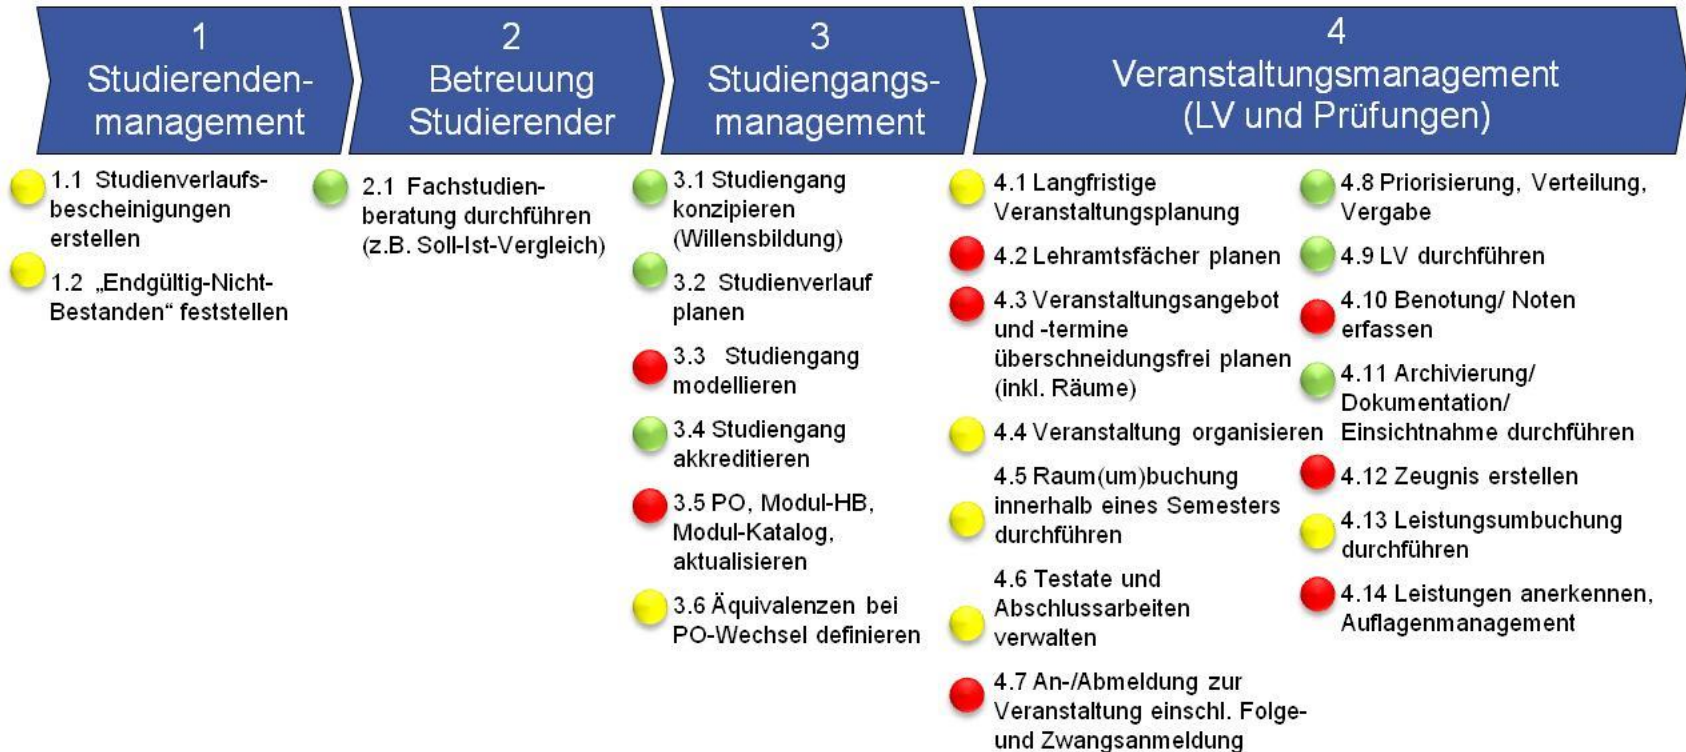 1
Studierenden-
management
2
Betreuung
Studierender
3
Studiengangs-
management
4
Veranstaltungsmanagement
(LV und Prüfungen)
1.1 Studienverlaufs-
bescheinigungen
erstellen
1.2 „Endgültig-Nicht-
Bestanden“ feststellen
2.1 Fachstudien-
beratung durchführen
(z.B. Soll-Ist-Vergleich)
3.1 Studiengang
konzipieren
(Willensbildung)
3.2 Studienverlauf
planen
3.3 Studiengang
modellieren
3.4 Studiengang
akkreditieren
3.5 PO, Modul-HB,
Modul-Katalog,
aktualisieren
3.6 Äquivalenzen bei
PO-Wechsel definieren
4.1 Langfristige
Veranstaltungsplanung
4.2 Lehramtsfächer planen
4.3 Veranstaltungsangebot
und -termine
überschneidungsfrei planen
(inkl. Räume)
4.4 Veranstaltung organisieren
4.5 Raum(um)buchung
innerhalb eines Semesters
durchführen
4.6 Testate und
Abschlussarbeiten
verwalten
4.7 An-/Abmeldung zur
Veranstaltung einschl. Folge-
und Zwangsanmeldung
4.8 Priorisierung, Verteilung,
Vergabe
4.9 LV durchführen
4.10 Benotung/ Noten
erfassen
4.11 Archivierung/
Dokumentation/
Einsichtnahme durchführen
4.12 Zeugnis erstellen
4.13 Leistungsumbuchung
durchführen
4.14 Leistungen anerkennen,
Auflagenmanagement